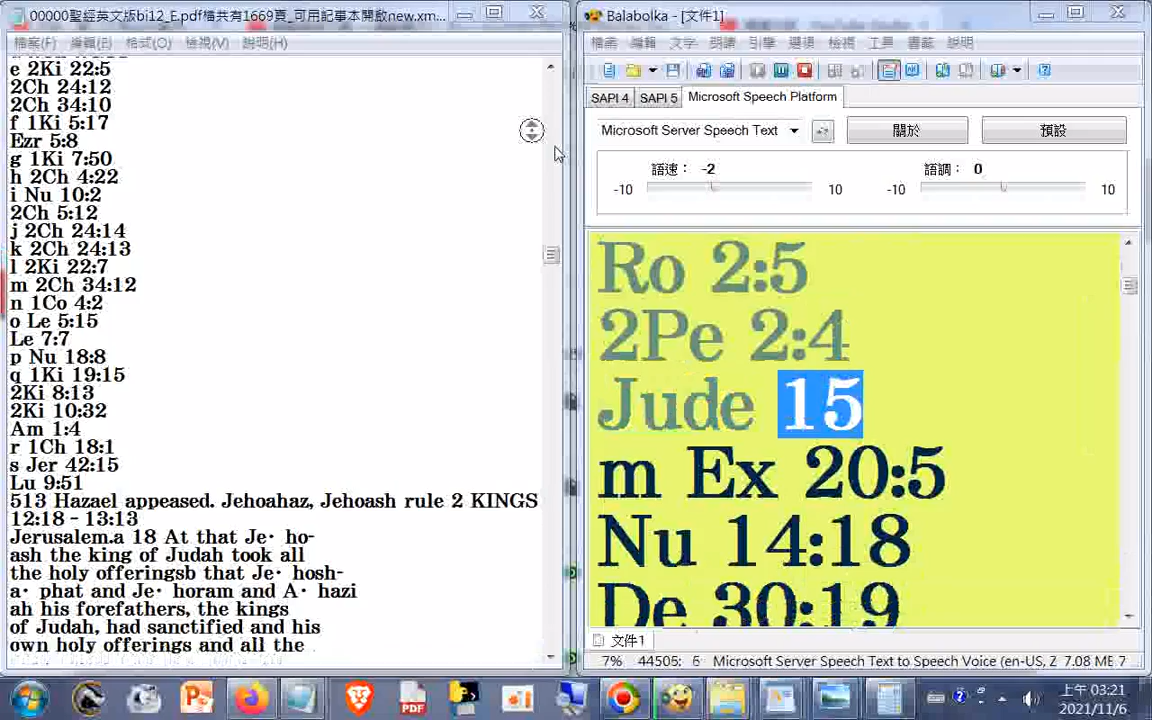 00000聖經英文版bi12_E.pdf檔共有1669頁_可用記事本開啟new.xm...
檔案(F) 編輯(E) 格式(O) 檢視(V) 說明(H)
e 2Ki 22:5
2Ch 24:12
2Ch 34:10
f 1Ki 5:17
Ezr 5:8
g 1Ki 7:50
h 2Ch 4:22
i Nu 10:2
2Ch 5:12
j 2Ch 24:14
k 2Ch 24:13
l 2Ki 22:7
m 2Ch 34:12
n 1Co 4:2
o Le 5:15
Le 7:7
p Nu 18:8
q 1Ki 19:15
2Ki 8:13
2Ki 10:32
Am 1:4
r 1Ch 18:1
s Jer 42:15
Lu 9:51
513 Hazael appeased. Jehoahaz, Jehoash rule 2 KINGS
12:18-13:13
Jerusalem.a 18 At that Je· ho-
ash the king of Judah took all
the holy offeringsb that Je· hosh-
a· phat and Je· horam and A· hazi
ah his forefathers, the kings
of Judah, had sanctified and his
own holy offerings and all the
Balabolka - [文件1]
檔案 編輯 文字 朗讀 引擎 選項 檢視 工具 書籤 說明
SAPI 4 SAPI 5 Microsoft Speech Platform
Microsoft Server Speech Text 關於 預設
語速: -2 語調: 0
-10 10 -10 10
Ro 2:5
2Pe 2:4
Jude 15
m Ex 20:5
Nu 14:18
De 30:19
文件1
7% 44505: 6 Microsoft Server Speech Text to Speech Voice (en-US, Z 7.08 ME 7
PDF
上午 03:21
2021/11/6